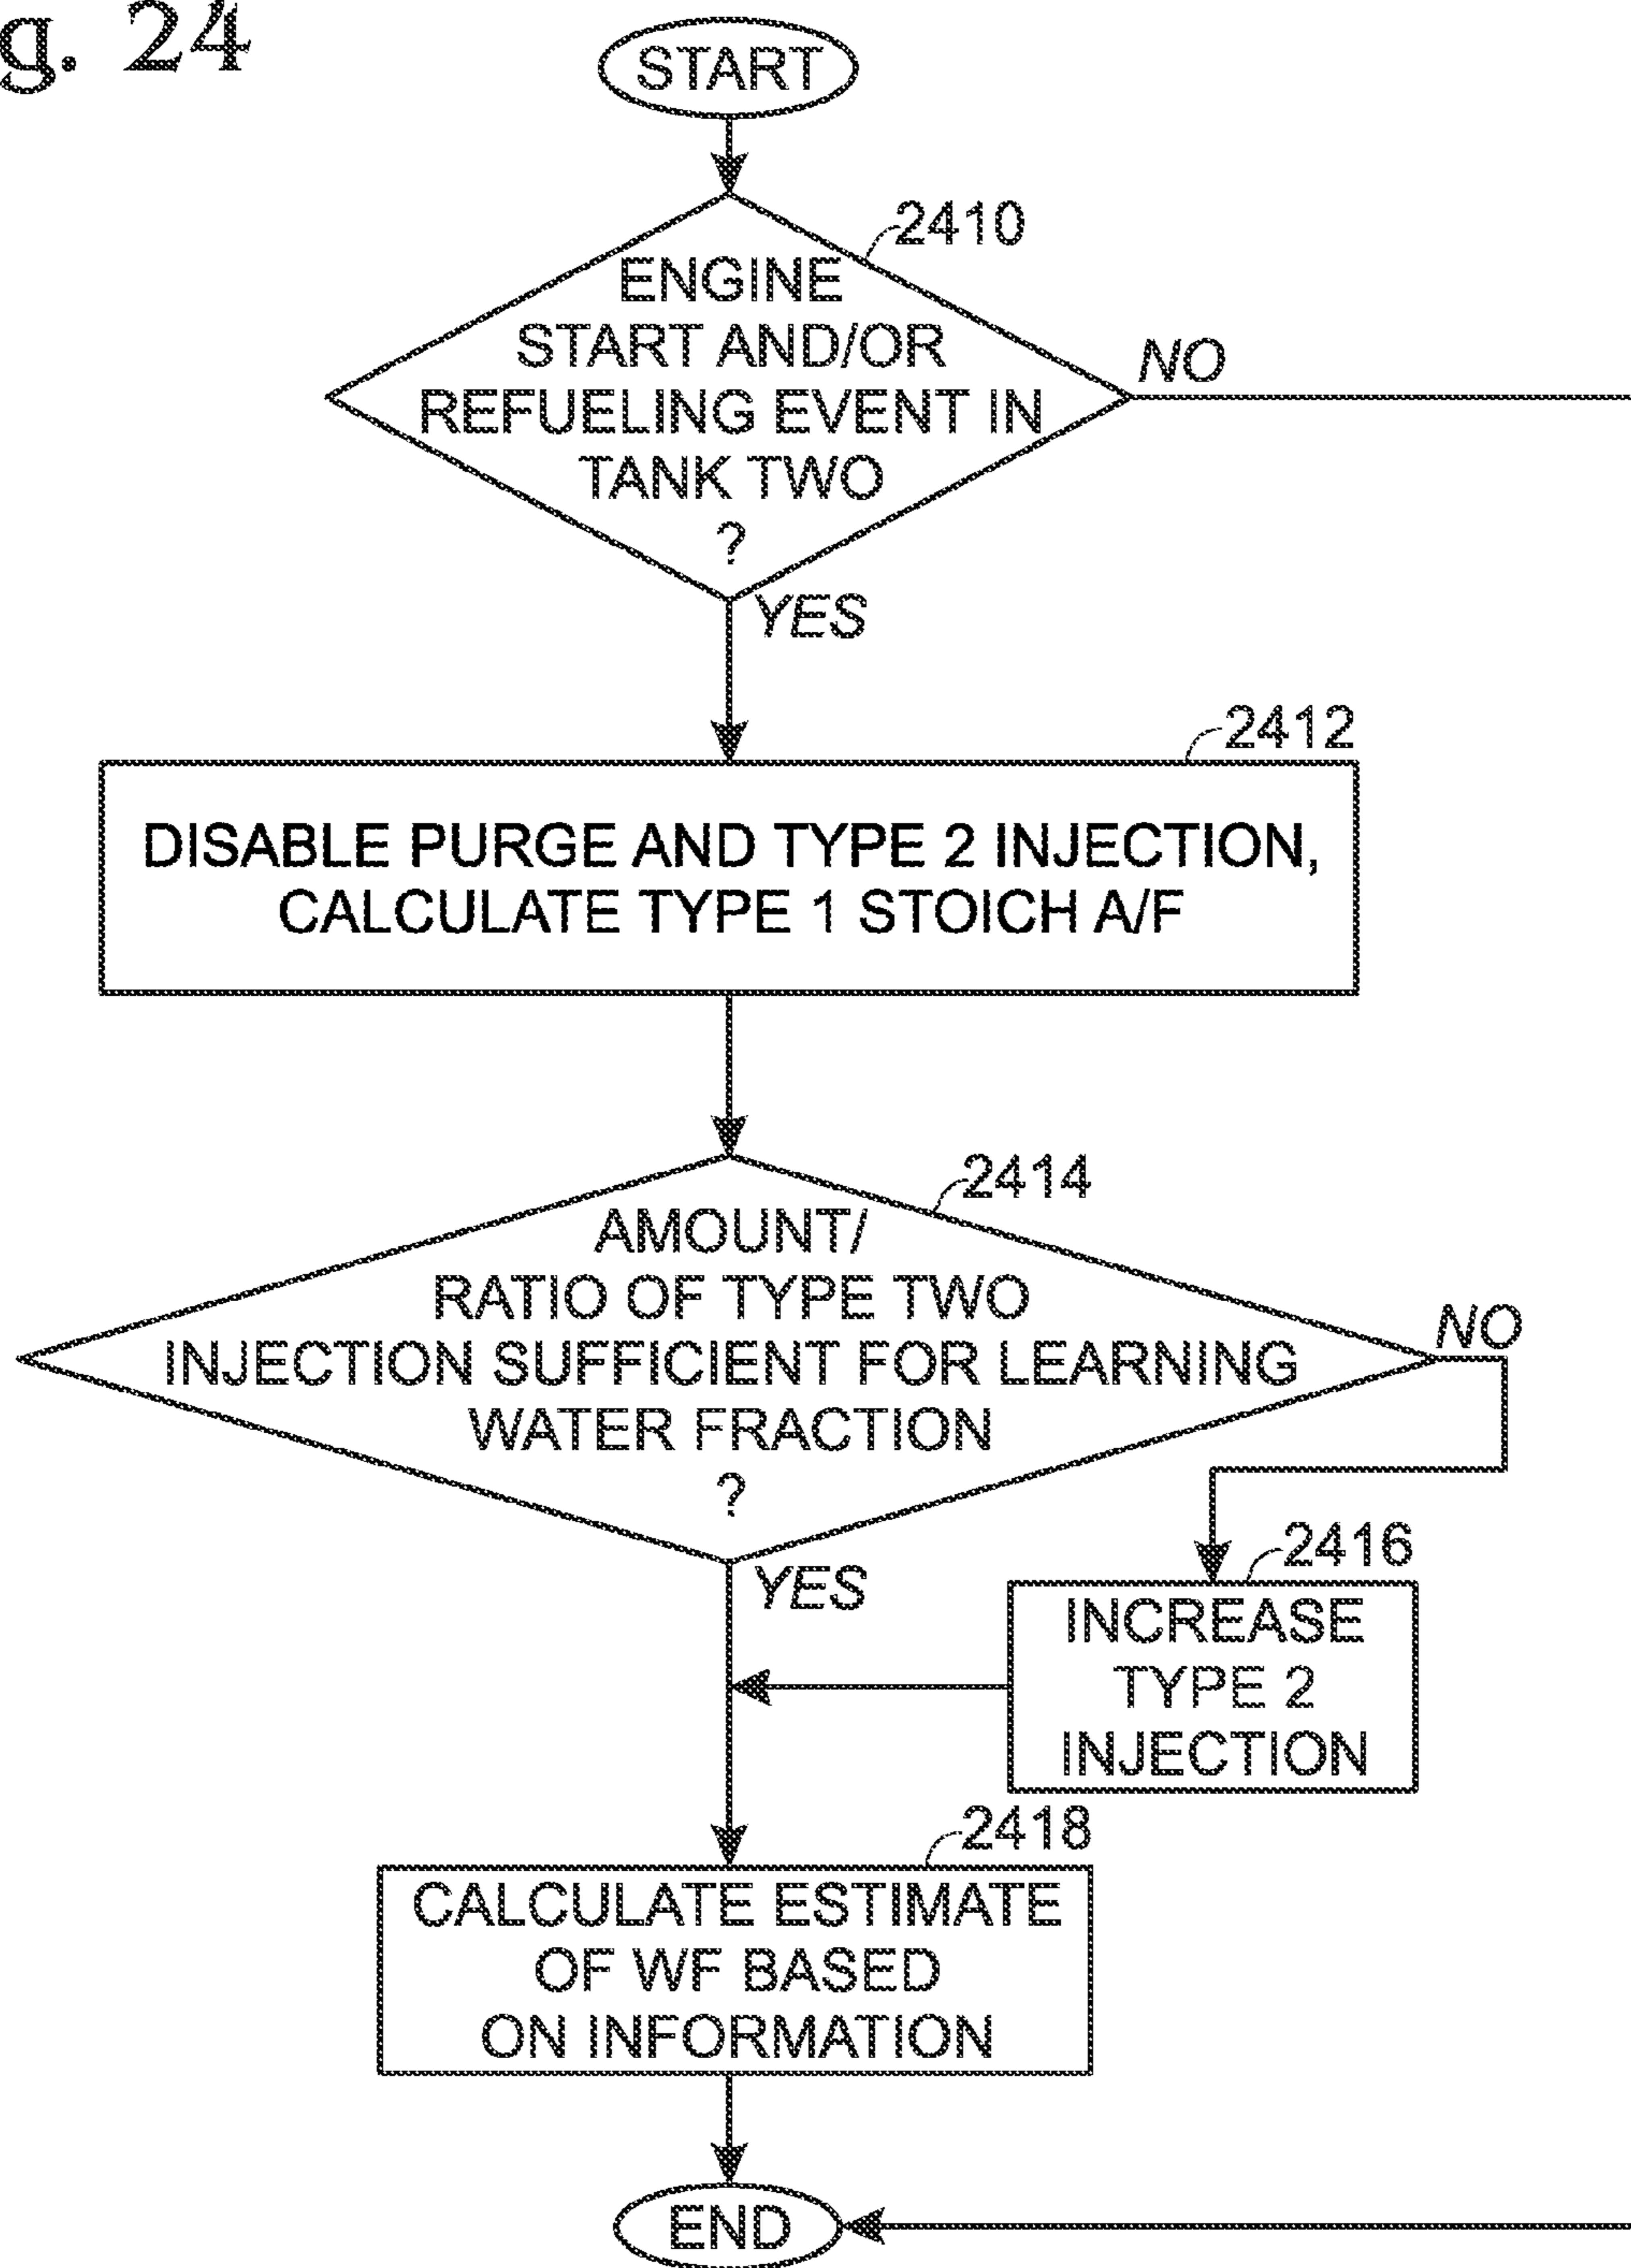 g. 24
START
2410
ENGINE
START AND/OR
REFUELING EVENT IN
TANK TWO
?
NO
YES
2412
DISABLE PURGE AND TYPE 2 INJECTION,
CALCULATE TYPE 1 STOICH A/F
2414
AMOUNT/
RATIO OF TYPE TWO
INJECTION SUFFICIENT FOR LEARNING
WATER FRACTION
?
NO
YES
2416
INCREASE
TYPE 2
INJECTION
2418
CALCULATE ESTIMATE
OF WF BASED
ON INFORMATION
END